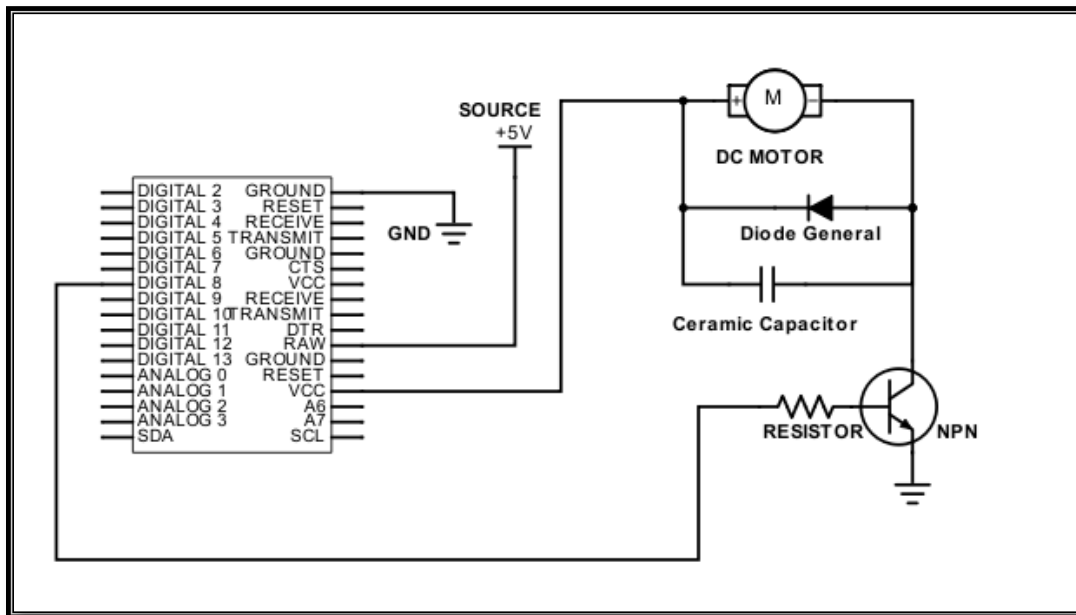 SOURCE
+5V
+ M −
DC MOTOR
DIGITAL 2 GROUND
DIGITAL 3 RESET
DIGITAL 4 RECEIVE
DIGITAL 5 TRANSMIT
DIGITAL 6 GROUND
DIGITAL 7 CTS
DIGITAL 8 VCC
DIGITAL 9 RECEIVE
DIGITAL 10 TRANSMIT
DIGITAL 11 DTR
DIGITAL 12 RAW
DIGITAL 13 GROUND
ANALOG 0 RESET
ANALOG 1 VCC
ANALOG 2 A6
ANALOG 3 A7
SDA SCL
GND
Diode General
Ceramic Capacitor
RESISTOR
NPN